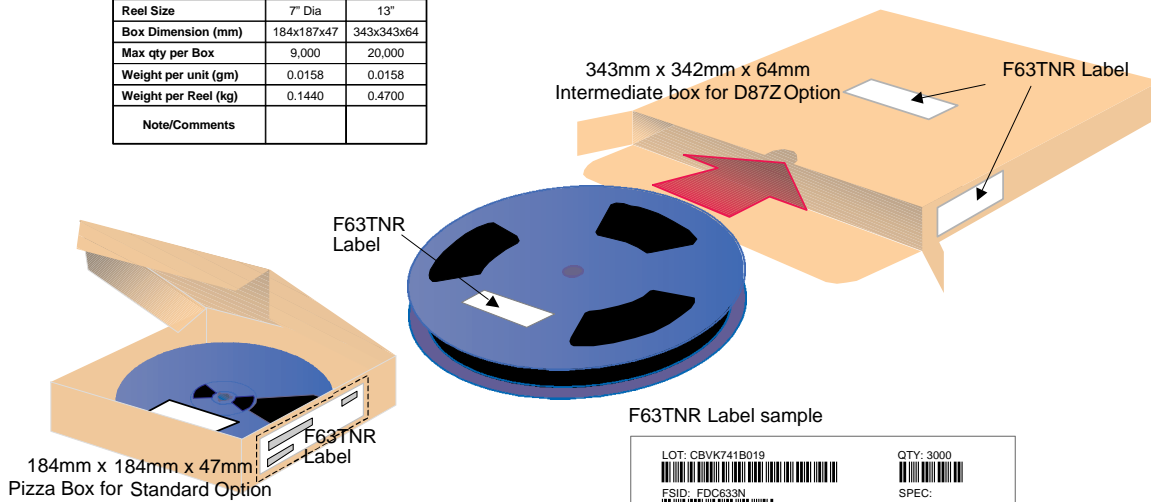 Reel Size 7" Dia 13"
Box Dimension (mm) 184x187x47 343x343x64
Max qty per Box 9,000 20,000
Weight per unit (gm) 0.0158 0.0158
Weight per Reel (kg) 0.1440 0.4700
Note/Comments
343mm x 342mm x 64mm
Intermediate box for D87Z Option
F63TNR Label
F63TNR
Label
F63TNR
Label
184mm x 184mm x 47mm
Pizza Box for Standard Option
F63TNR Label sample
LOT: CBVK741B019 QTY: 3000
FSID: FDC633N SPEC: